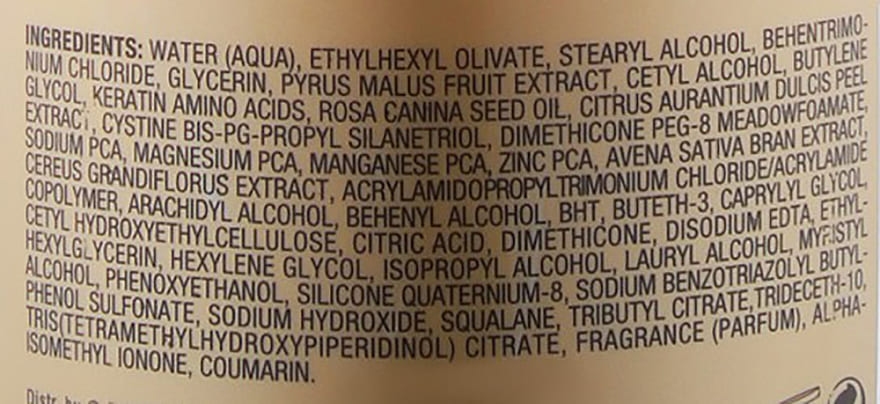 INGREDIENTS: WATER (AQUA), ETHYLHEXYL OLIVATE, STEARYL ALCOHOL, BEHENTRIMO-
NIUM CHLORIDE, GLYCERIN, PYRUS MALUS FRUIT EXTRACT, CETYL ALCOHOL, BUTYLENE
GLYCOL, KERATIN AMINO ACIDS, ROSA CANINA SEED OIL, CITRUS AURANTIUM DULCIS PEEL
EXTRACT, CYSTINE BIS-PG-PROPYL SILANETRIOL, DIMETHICONE PEG-8 MEADOWFOAMATE,
SODIUM PCA, MAGNESIUM PCA, MANGANESE PCA, ZINC PCA, AVENA SATIVA BRAN EXTRACT,
CEREUS GRANDIFLORUS EXTRACT, ACRYLAMIDOPROPYLTRIMONIUM CHLORIDE/ACRYLAMIDE
COPOLYMER, ARACHIDYL ALCOHOL, BEHENYL ALCOHOL, BHT, BUTETH-3, CAPRYLYL GLYCOL,
CETYL HYDROXYETHYLCELLULOSE, CITRIC ACID, DIMETHICONE, DISODIUM EDTA, ETHYL-
HEXYLGLYCERIN, HEXYLENE GLYCOL, ISOPROPYL ALCOHOL, LAURYL ALCOHOL, MYRISTYL
ALCOHOL, PHENOXYETHANOL, SILICONE QUATERNIUM-8, SODIUM BENZOTRIAZOLYL BUTYL-
PHENOL SULFONATE, SODIUM HYDROXIDE, SQUALANE, TRIBUTYL CITRATE, TRIDECETH-10,
TRIS(TETRAMETHYLHYDROXYPIPERIDINOL) CITRATE, FRAGRANCE (PARFUM), ALPHA-
ISOMETHYL IONONE, COUMARIN.